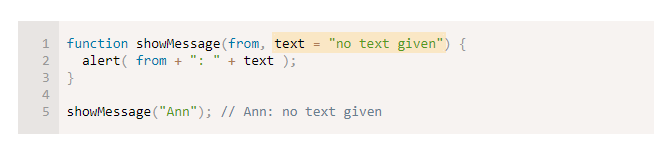 1 function showMessage(from, text = "no text given") {
2   alert( from + ": " + text );
3 }
4
5 showMessage("Ann"); // Ann: no text given